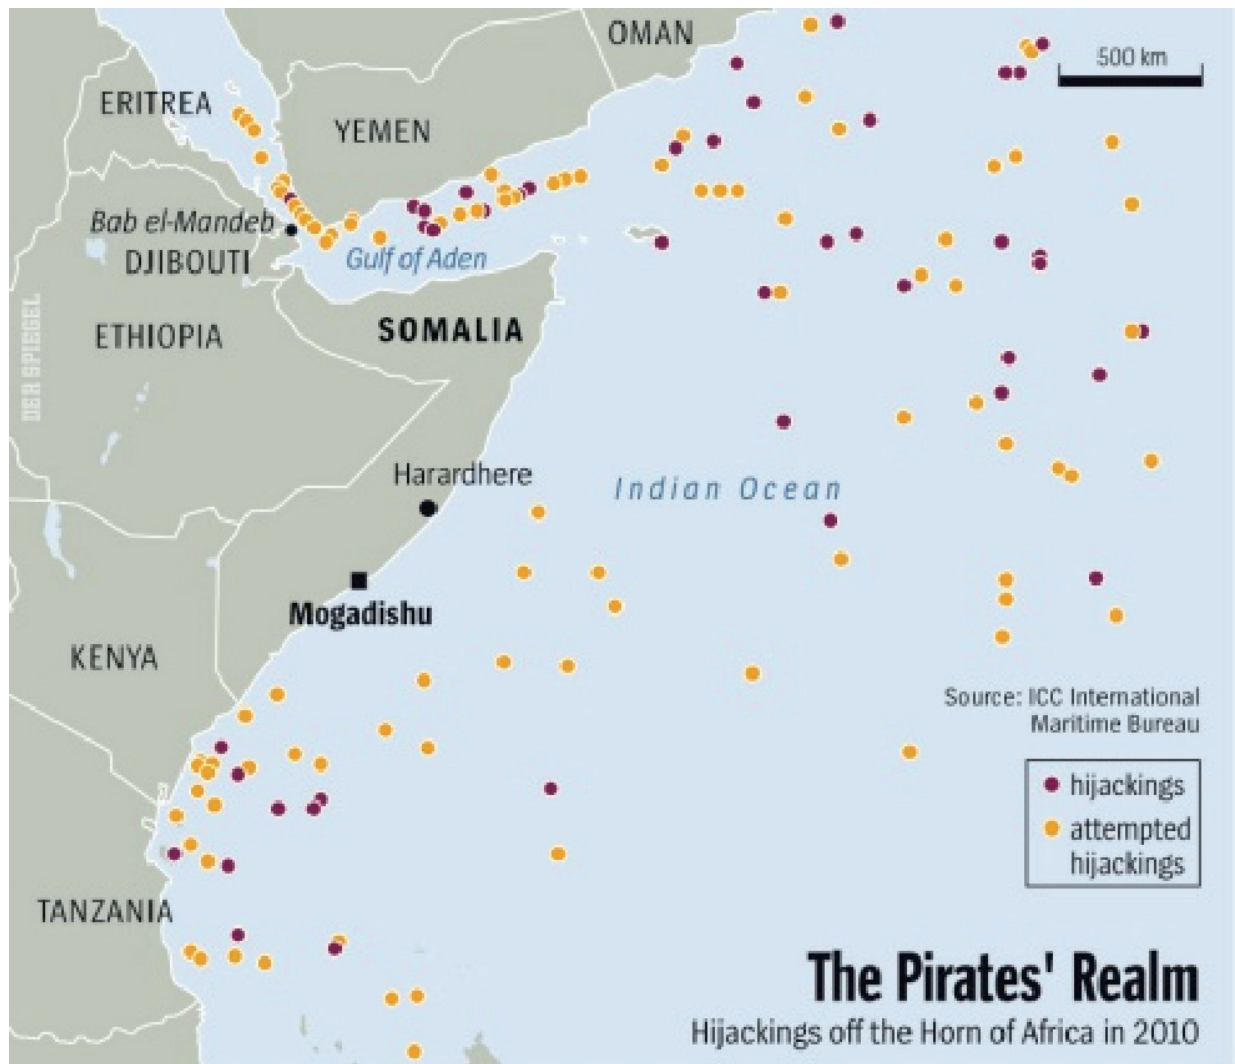 OMAN
500 km
ERITREA
YEMEN
Bab el-Mandeb
DJIBOUTI
Gulf of Aden
ETHIOPIA
SOMALIA
DER SPIEGEL
Harardhere
Indian Ocean
Mogadishu
KENYA
Source: ICC International
Maritime Bureau
hijackings
attempted
hijackings
TANZANIA
The Pirates' Realm
Hijackings off the Horn of Africa in 2010